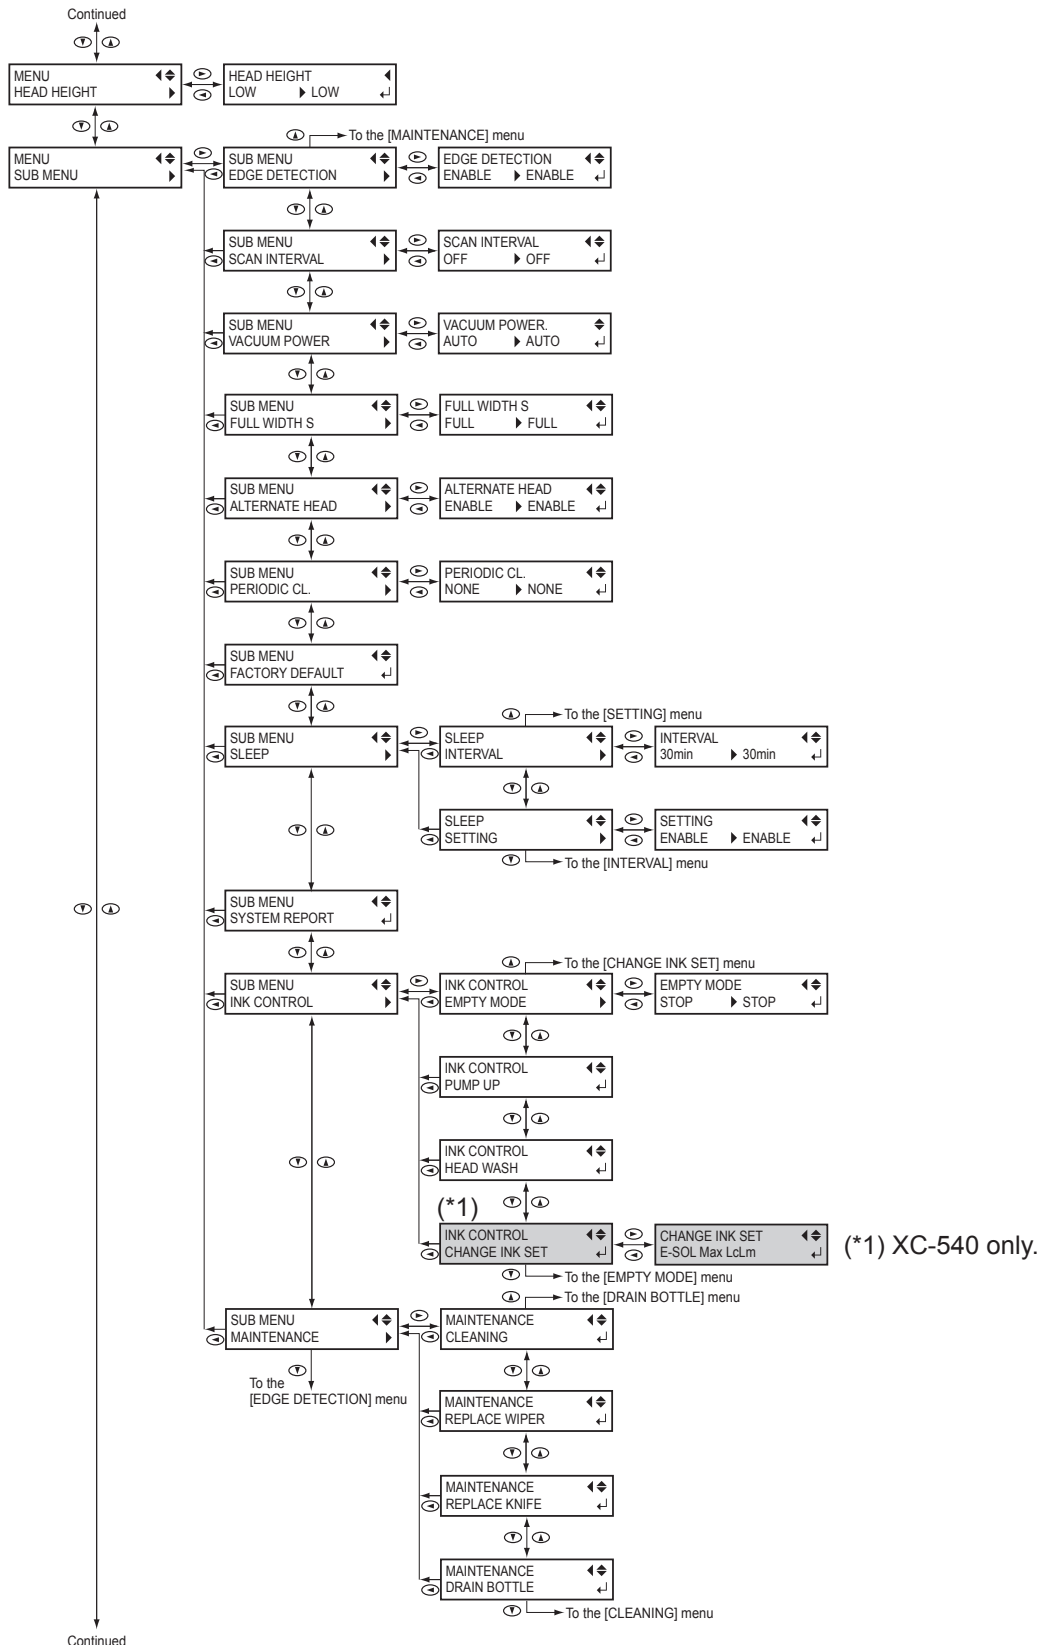 Continued
MENU
HEAD HEIGHT
HEAD HEIGHT
LOW LOW
To the [MAINTENANCE] menu
MENU
SUB MENU
SUB MENU
EDGE DETECTION
EDGE DETECTION
ENABLE ENABLE
SUB MENU
SCAN INTERVAL
SCAN INTERVAL
OFF OFF
SUB MENU
VACUUM POWER
VACUUM POWER.
AUTO AUTO
SUB MENU
FULL WIDTH S
FULL WIDTH S
FULL FULL
SUB MENU
ALTERNATE HEAD
ALTERNATE HEAD
ENABLE ENABLE
SUB MENU
PERIODIC CL.
PERIODIC CL.
NONE NONE
SUB MENU
FACTORY DEFAULT
To the [SETTING] menu
SUB MENU
SLEEP
SLEEP
INTERVAL
INTERVAL
30min 30min
SLEEP
SETTING
SETTING
ENABLE ENABLE
To the [INTERVAL] menu
SUB MENU
SYSTEM REPORT
To the [CHANGE INK SET] menu
SUB MENU
INK CONTROL
INK CONTROL
EMPTY MODE
EMPTY MODE
STOP STOP
INK CONTROL
PUMP UP
INK CONTROL
HEAD WASH
(*1)
INK CONTROL
CHANGE INK SET
CHANGE INK SET
E-SOL Max LcLm
(*1) XC-540 only.
To the [EMPTY MODE] menu
To the [DRAIN BOTTLE] menu
SUB MENU
MAINTENANCE
MAINTENANCE
CLEANING
To the
[EDGE DETECTION] menu
MAINTENANCE
REPLACE WIPER
MAINTENANCE
REPLACE KNIFE
MAINTENANCE
DRAIN BOTTLE
To the [CLEANING] menu
Continued